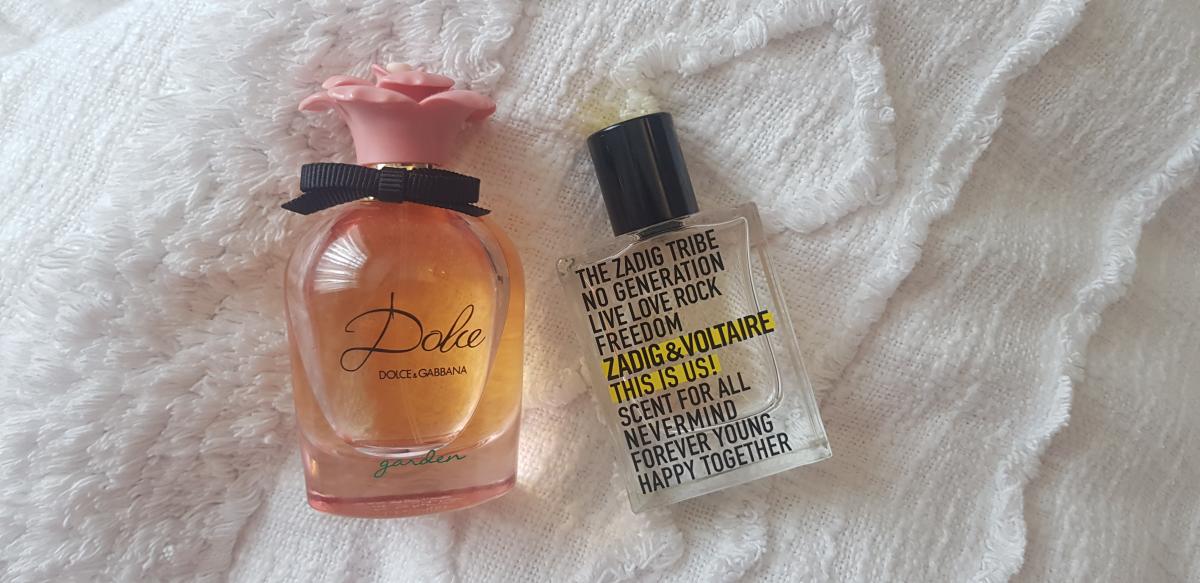 Dolce
DOLCE&GABBANA
garden
THE ZADIG TRIBE
NO GENERATION
LIVE LOVE ROCK
FREEDOM
ZADIG&VOLTAIRE
THIS IS US!
SCENT FOR ALL
NEVERMIND
FOREVER YOUNG
HAPPY TOGETHER